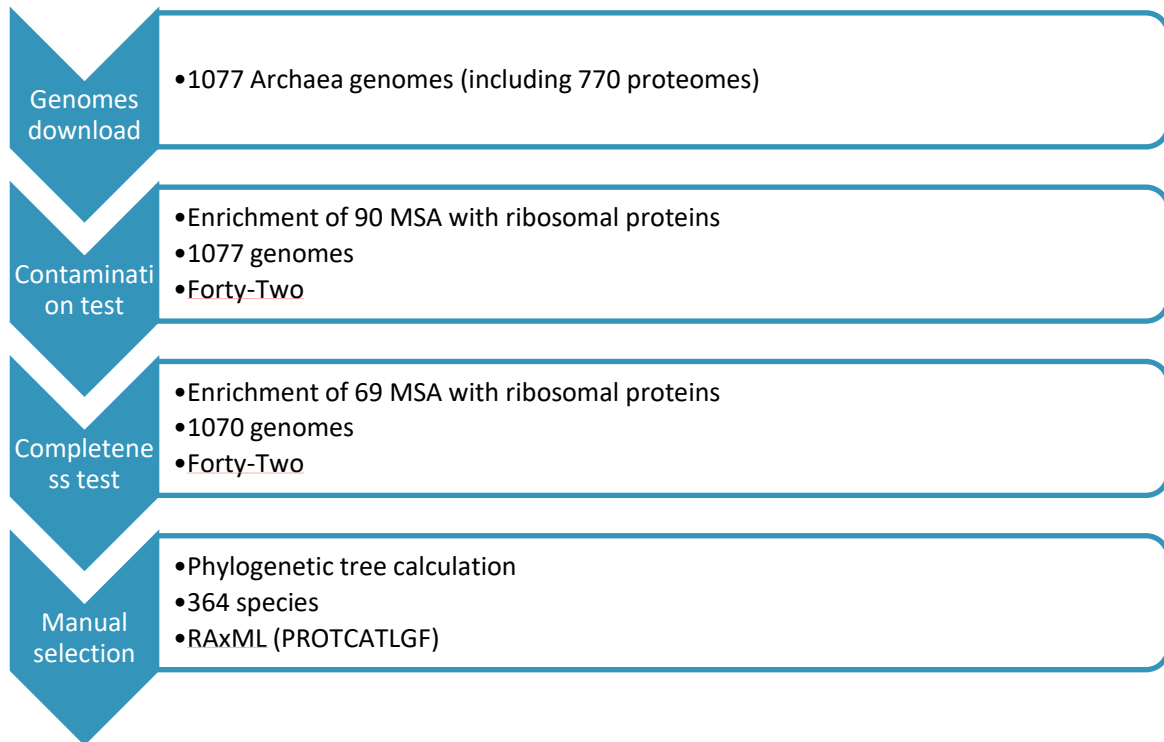 Genomes
download
•1077 Archaea genomes (including 770 proteomes)
Contaminati
on test
•Enrichment of 90 MSA with ribosomal proteins
•1077 genomes
•Forty-Two
Completene
ss test
•Enrichment of 69 MSA with ribosomal proteins
•1070 genomes
•Forty-Two
Manual
selection
•Phylogenetic tree calculation
•364 species
•RAxML (PROTCATLGF)